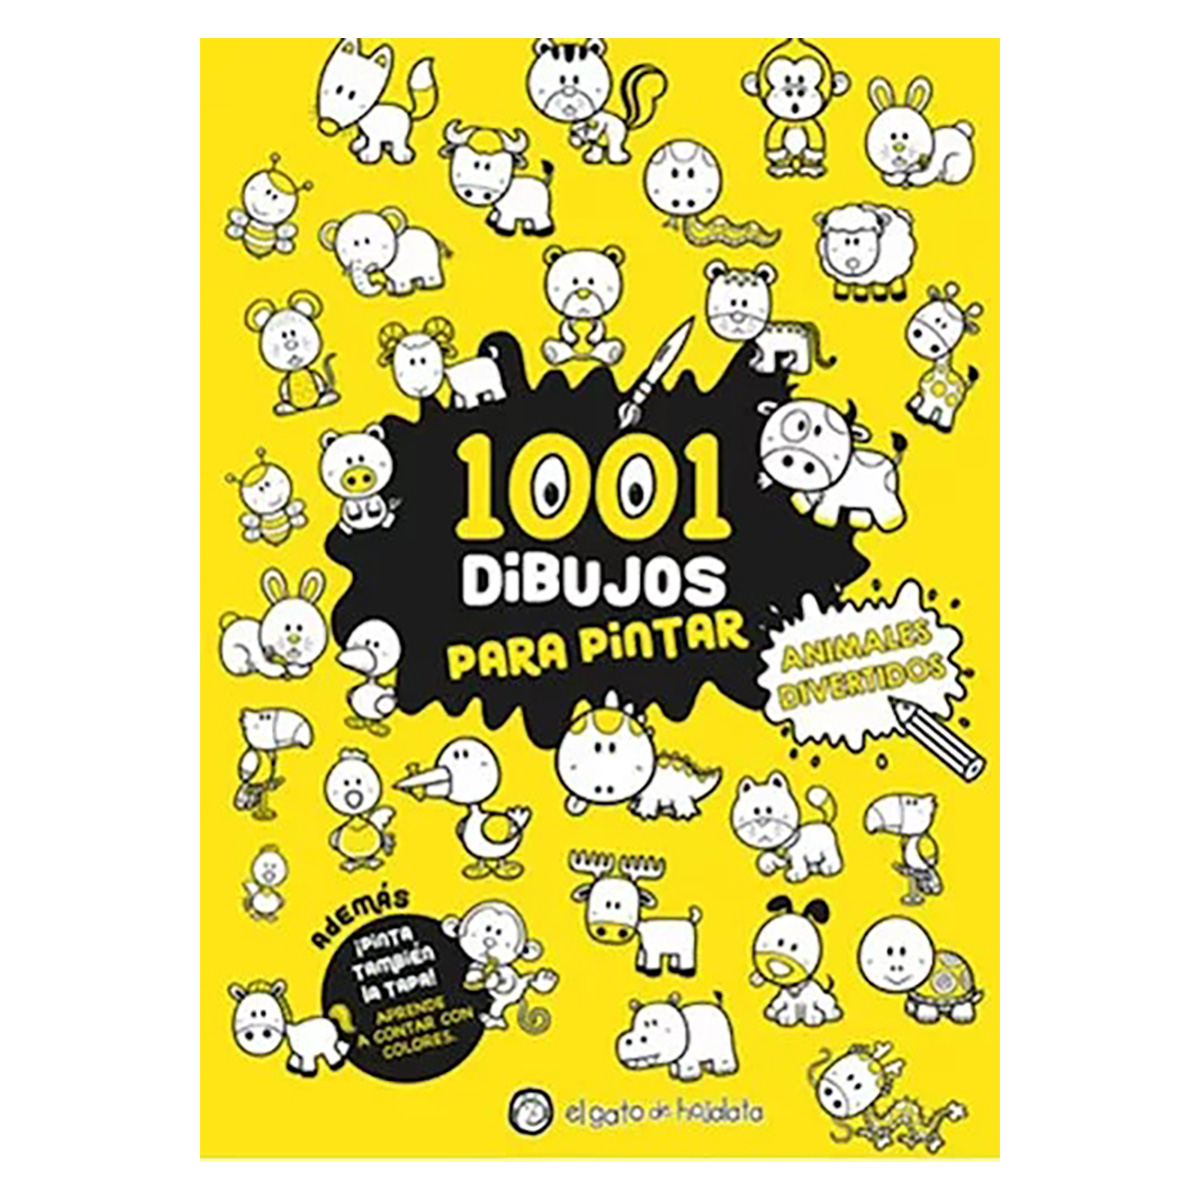 1001
DiBUJOS
PARA PiNTAR
ANIMALES
DIVERTIDOS
AdEMÁS
¡PiNTA
TAMBiÉN
lA TAPA!
APRENDE
A CONTAR CON
COLORES.
el gato de hojalata